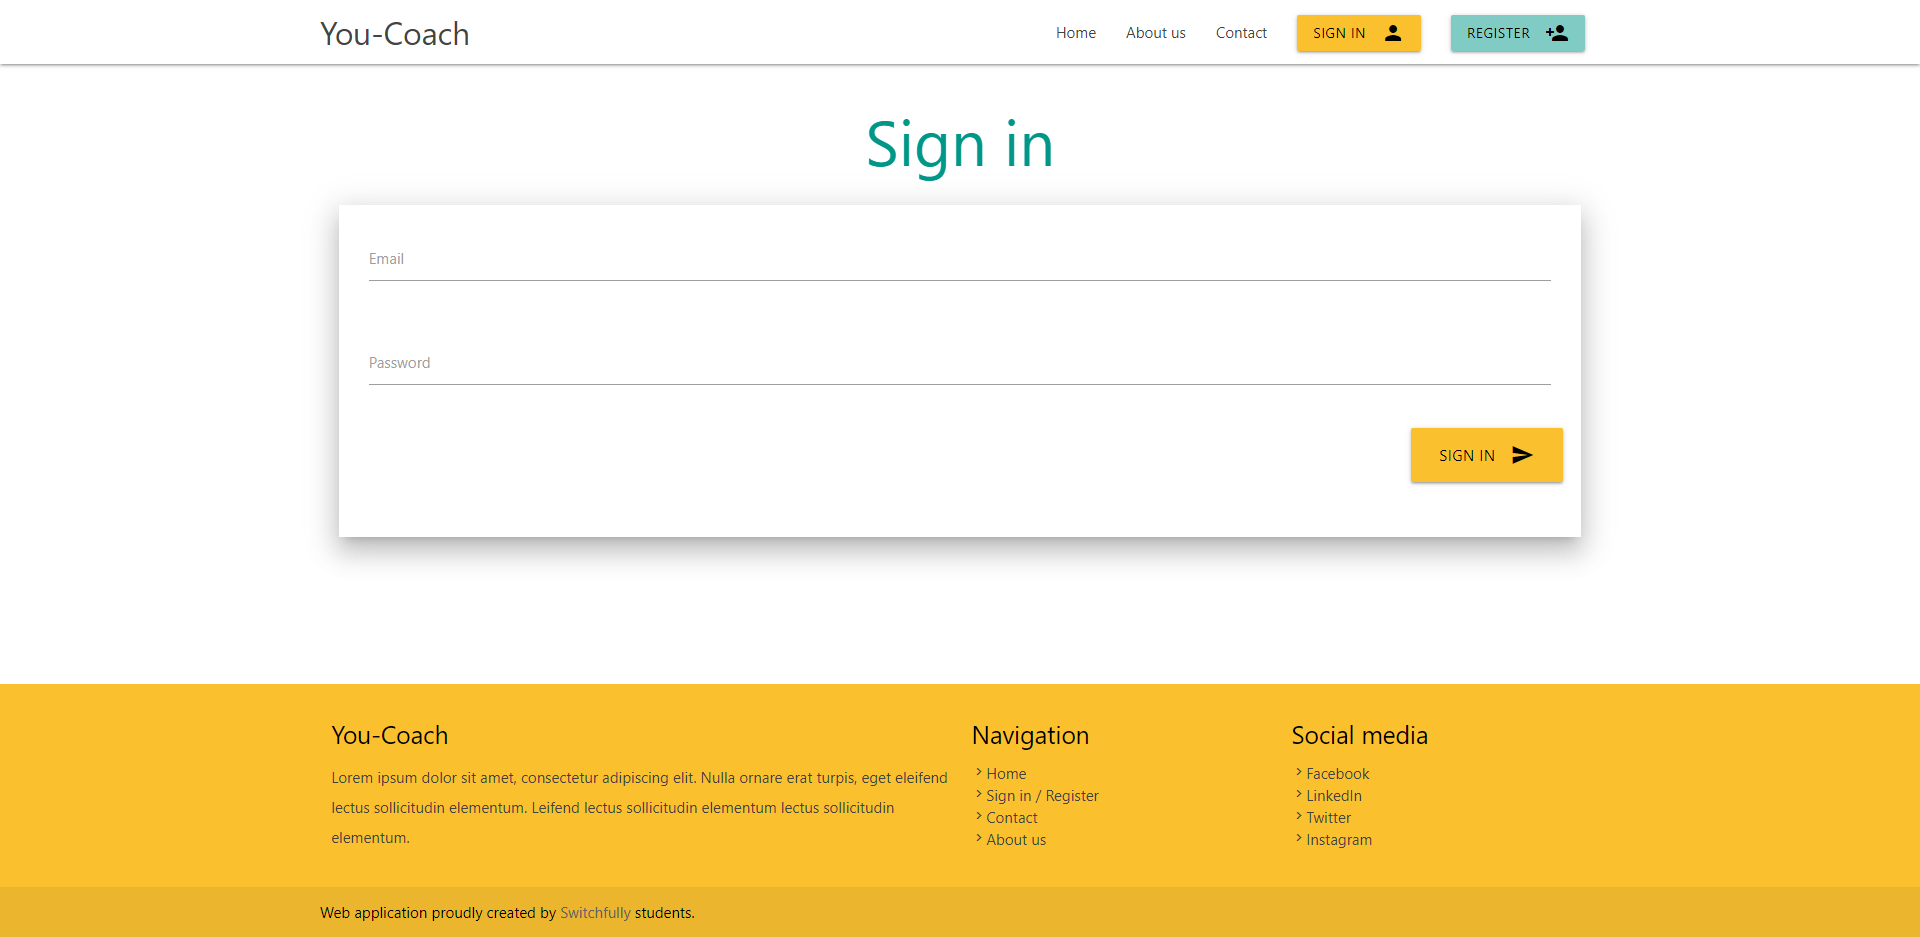 You-Coach
Home
About us
Contact
SIGN IN
REGISTER
Sign in
Email
Password
SIGN IN
You-Coach
Lorem ipsum dolor sit amet, consectetur adipiscing elit. Nulla ornare erat turpis, eget eleifend
lectus sollicitudin elementum. Leifend lectus sollicitudin elementum lectus sollicitudin
elementum.
Navigation
Home
Sign in / Register
Contact
About us
Social media
Facebook
LinkedIn
Twitter
Instagram
Web application proudly created by Switchfully students.